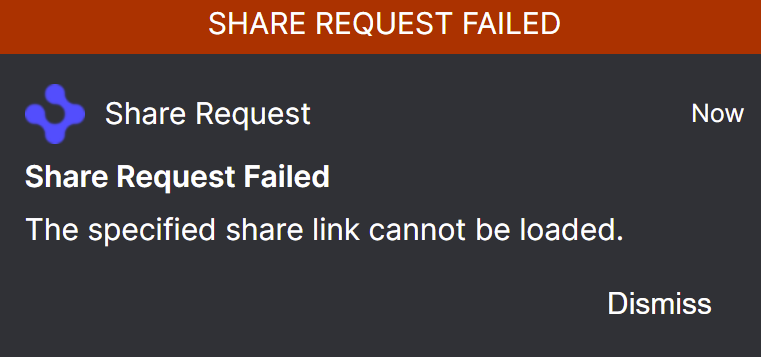 SHARE REQUEST FAILED
Share Request
Now
Share Request Failed
The specified share link cannot be loaded.
Dismiss